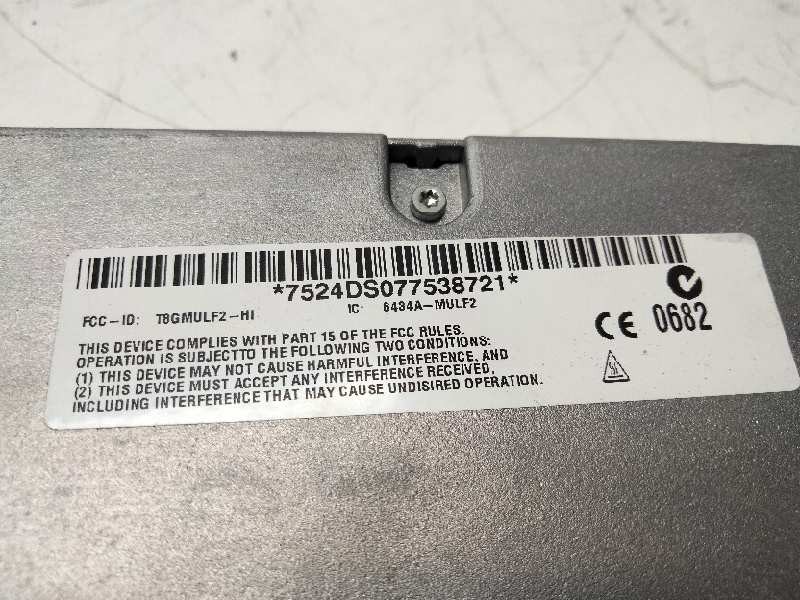 *7524DS077538721*
FCC-ID: T8GMULF2-HI IC: 6434A-MULF2
CE 0682
THIS DEVICE COMPLIES WITH PART 15 OF THE FCC RULES.
OPERATION IS SUBJECTTO THE FOLLOWING TWO CONDITIONS:
(1) THIS DEVICE MAY NOT CAUSE HARMFUL INTERFERENCE, AND
(2) THIS DEVICE MUST ACCEPT ANY INTERFERENCE RECEIVED,
INCLUDING INTERFERENCE THAT MAY CAUSE UNDISIRED OPERATION.